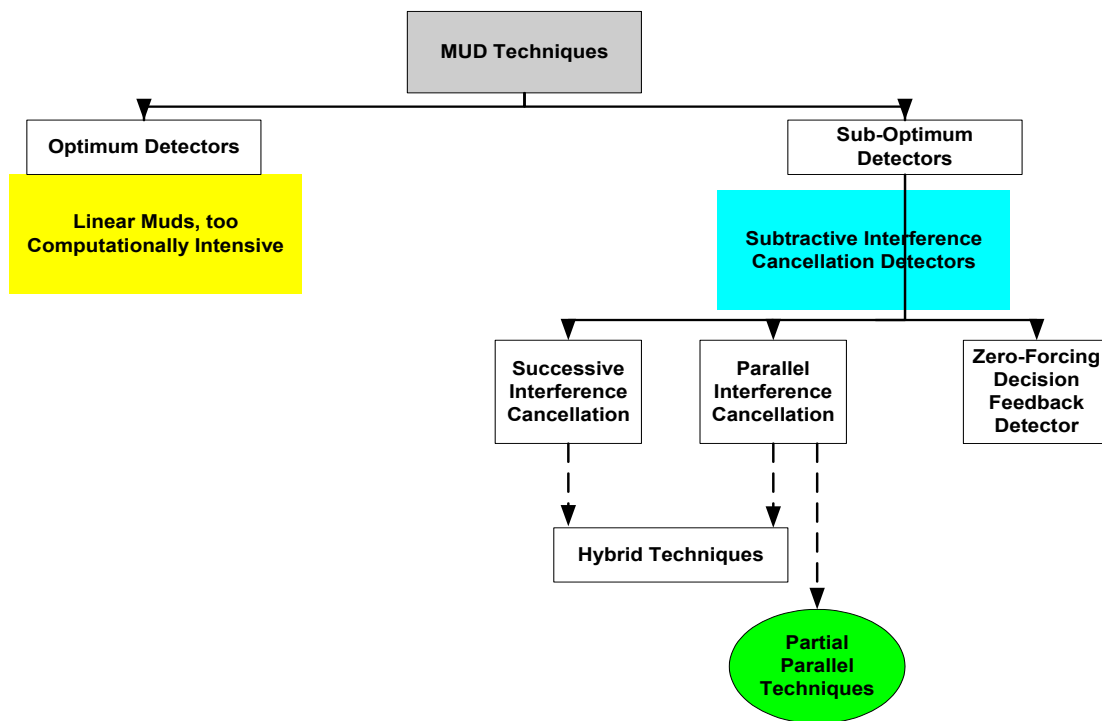 MUD Techniques
Optimum Detectors
Sub-Optimum
Detectors
Linear Muds, too
Computationally Intensive
Subtractive Interference
Cancellation Detectors
Successive
Interference
Cancellation
Parallel
Interference
Cancellation
Zero-Forcing
Decision
Feedback
Detector
Hybrid Techniques
Partial
Parallel
Techniques